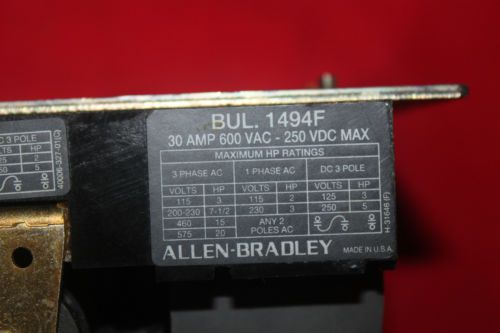 BUL. 1494F
30 AMP 600 VAC - 250 VDC MAX
MAXIMUM HP RATINGS
3 PHASE AC 1 PHASE AC DC 3 POLE
VOLTS HP VOLTS HP VOLTS HP
115 3 115 2 125 3
200-230 7-1/2 230 3 250 5
460 15 ANY 2
575 20 POLES AC
ALLEN-BRADLEY MADE IN U.S.A.
H-31646 (F)
DC 3 POLE
HP
2
5
40026-327-01(C)